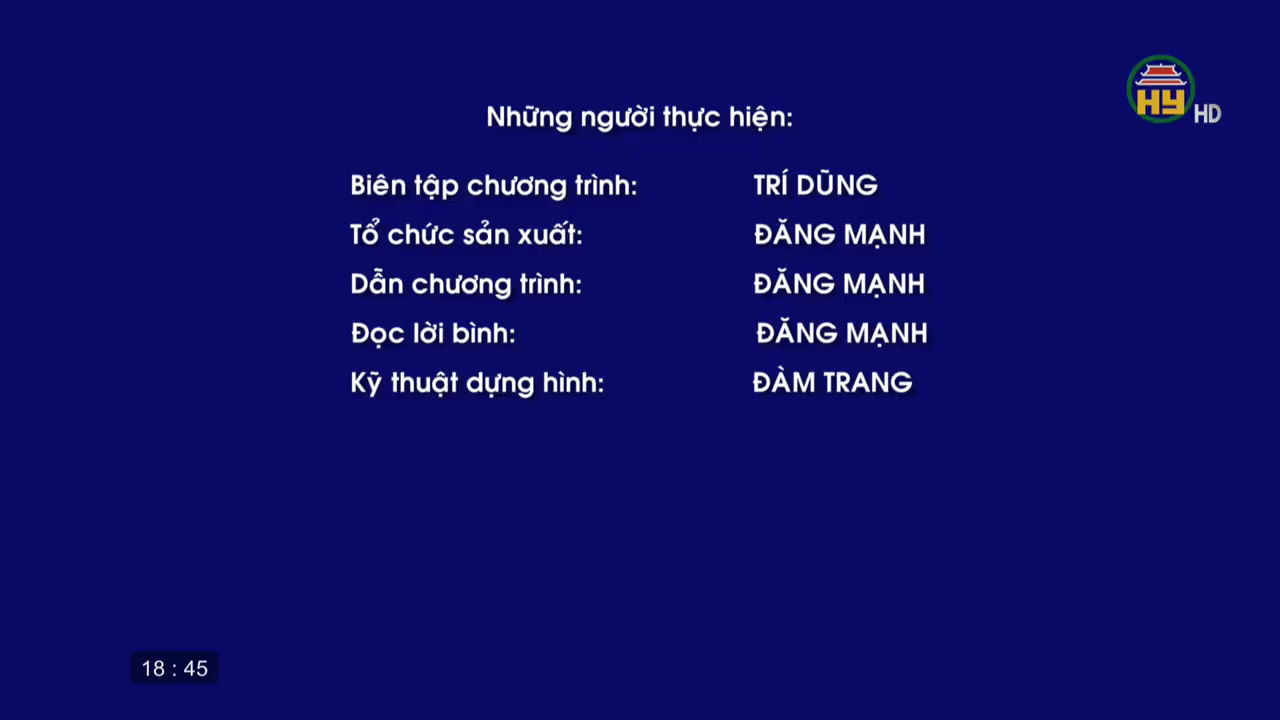 HY HD
Những người thực hiện:
Biên tập chương trình: TRÍ DŨNG
Tổ chức sản xuất: ĐĂNG MẠNH
Dẫn chương trình: ĐĂNG MẠNH
Đọc lời bình: ĐĂNG MẠNH
Kỹ thuật dựng hình: ĐÀM TRANG
18 : 45